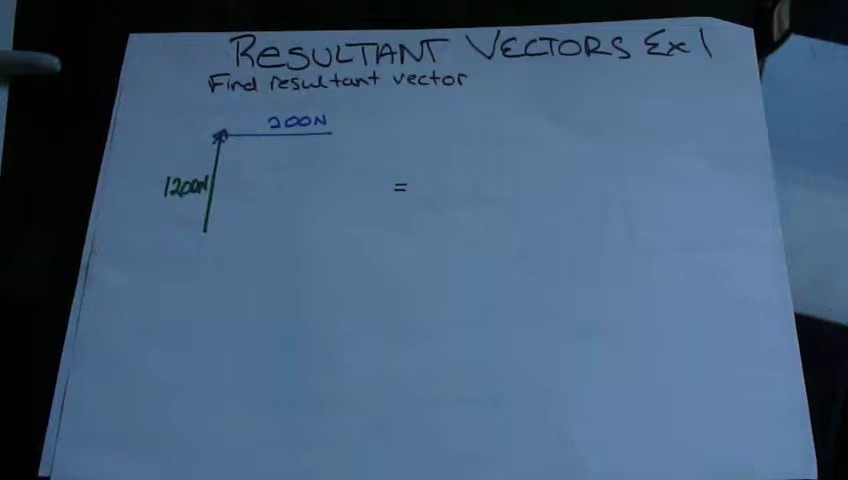 RESULTANT VECTORS Ex 1
Find resultant vector
200N
1200N
=